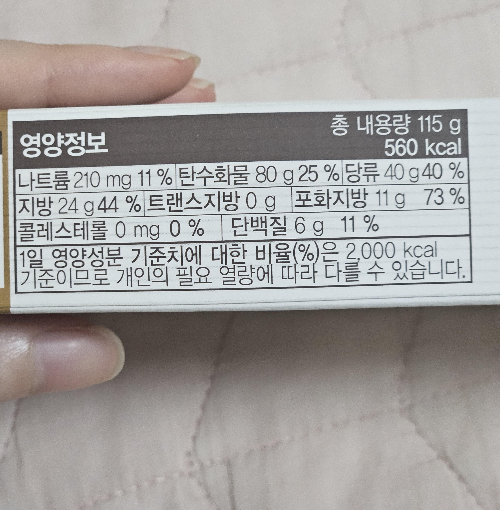 영양정보
총 내용량 115 g
560 kcal
나트륨 210 mg 11 % 탄수화물 80 g 25 % 당류 40 g 40 %
지방 24 g 44 % 트랜스지방 0 g 포화지방 11 g 73 %
콜레스테롤 0 mg 0 % 단백질 6 g 11 %
1일 영양성분 기준치에 대한 비율(%)은 2,000 kcal
기준이므로 개인의 필요 열량에 따라 다를 수 있습니다.